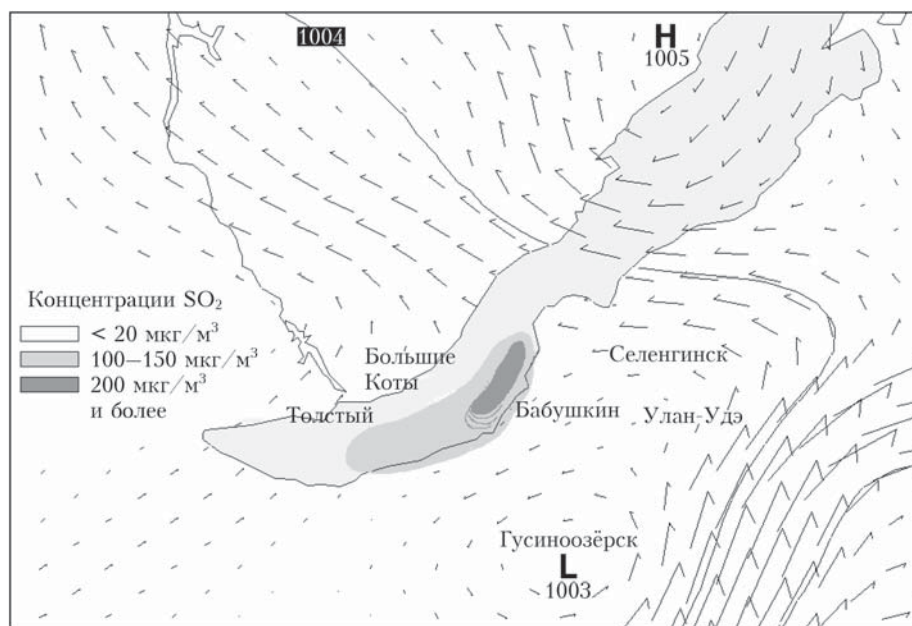 1004
H
1005
Концентрации SO₂
< 20 мкг/м³
100–150 мкг/м³
200 мкг/м³
и более
Большие
Коты
Толстый
Селенгинск
Бабушкин
Улан-Удэ
Гусиноозёрск
L
1003